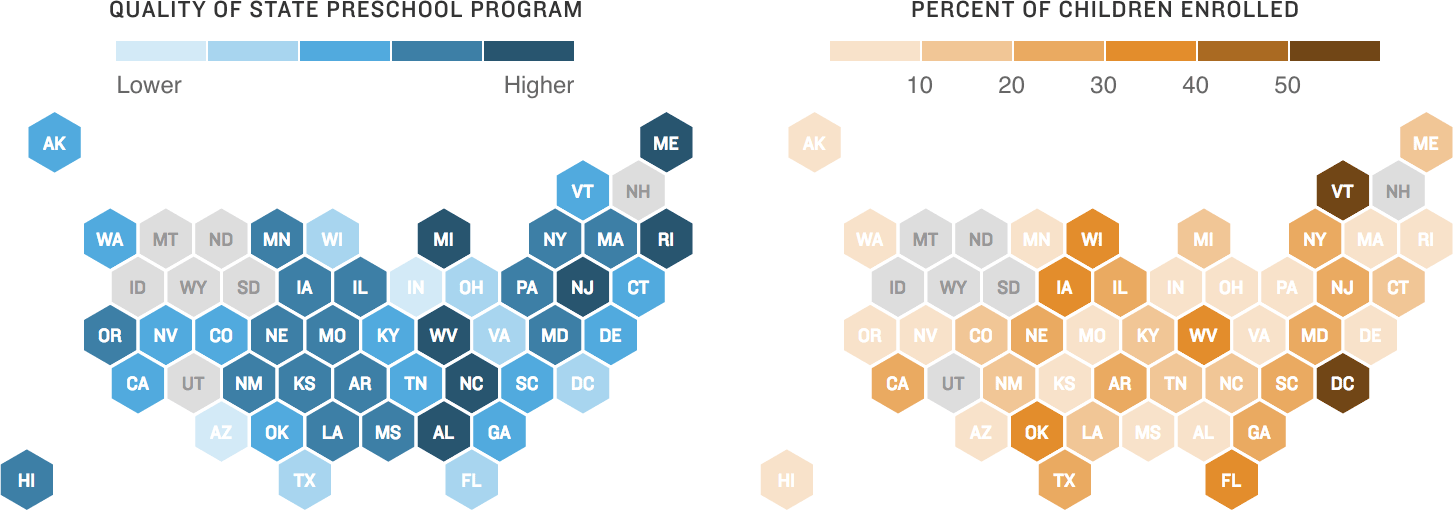 QUALITY OF STATE PRESCHOOL PROGRAM
Lower Higher
AK ME
VT NH
WA MT ND MN WI MI NY MA RI
ID WY SD IA IL IN OH PA NJ CT
OR NV CO NE MO KY WV VA MD DE
CA UT NM KS AR TN NC SC DC
AZ OK LA MS AL GA
HI TX FL
PERCENT OF CHILDREN ENROLLED
10 20 30 40 50
AK ME
VT NH
WA MT ND MN WI MI NY MA RI
ID WY SD IA IL IN OH PA NJ CT
OR NV CO NE MO KY WV VA MD DE
CA UT NM KS AR TN NC SC DC
AZ OK LA MS AL GA
HI TX FL